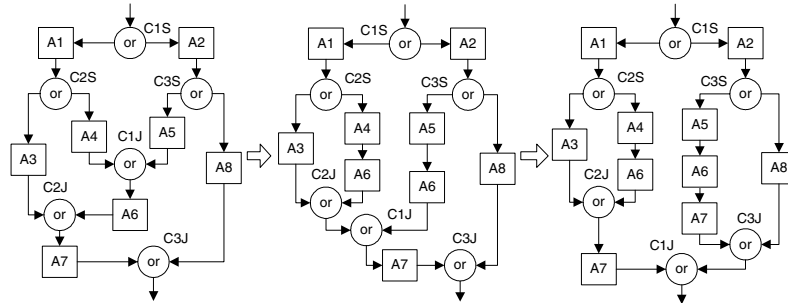 C1S
A1 or A2
C2S C3S
or or
A4 C1J A5
A3 or A8
C2J
or A6
C3J
A7 or
C1S
A1 or A2
C2S C3S
or or
A4 A5
A3
C2J A6 A6 A8
or C1J
or
C3J
A7 or
C1S
A1 or A2
C2S C3S
or or
A4 A5
A3
C2J A6 A6 A8
or A7 C3J
or
C1J
A7 or